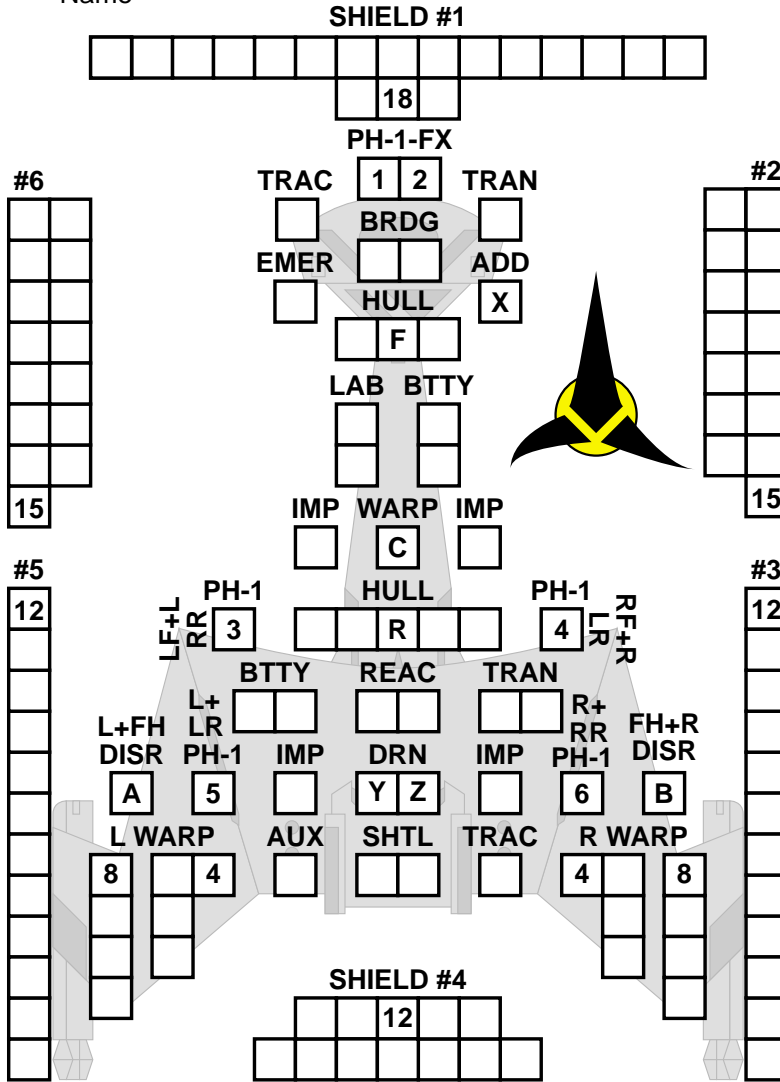 Name
SHIELD #1
18
PH-1-FX
#6
TRAC
1 2
TRAN
#2
BRDG
EMER
ADD
X
HULL
F
LAB BTTY
15
15
IMP WARP IMP
C
#5
#3
12
12
HULL
PH-1
PH-1
LF+L
RR
3
R
4
LR
RF+R
BTTY REAC TRAN
L+
LR
R+
RR
L+FH
DISR
FH+R
DISR
PH-1 IMP DRN IMP PH-1
A 5 Y Z 6 B
L WARP AUX SHTL TRAC R WARP
8 4 4 8
SHIELD #4
12